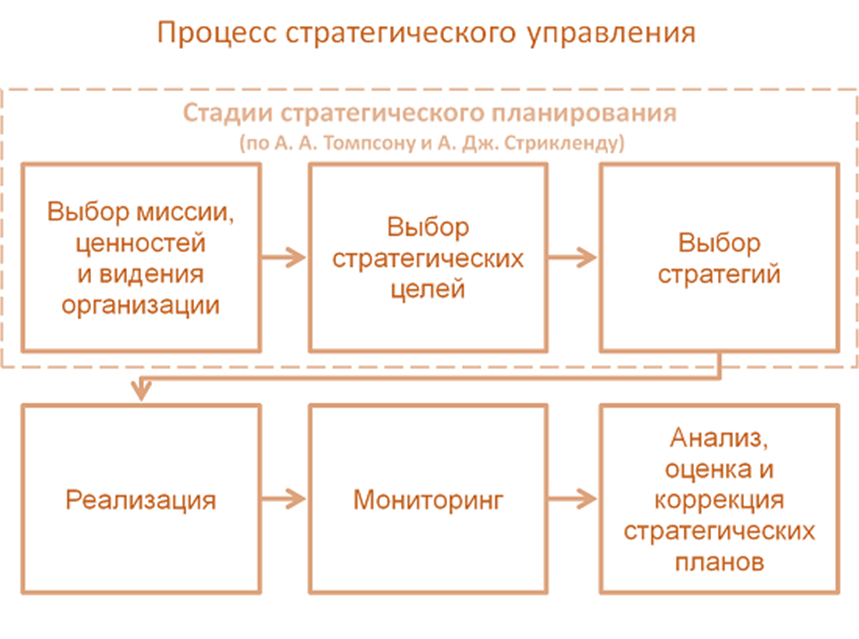 Процесс стратегического управления
Стадии стратегического планирования
(по А. А. Томпсону и А. Дж. Стрикленду)
Выбор миссии,
ценностей
и видения
организации
Выбор
стратегических
целей
Выбор
стратегий
Реализация
Мониторинг
Анализ,
оценка и
коррекция
стратегических
планов